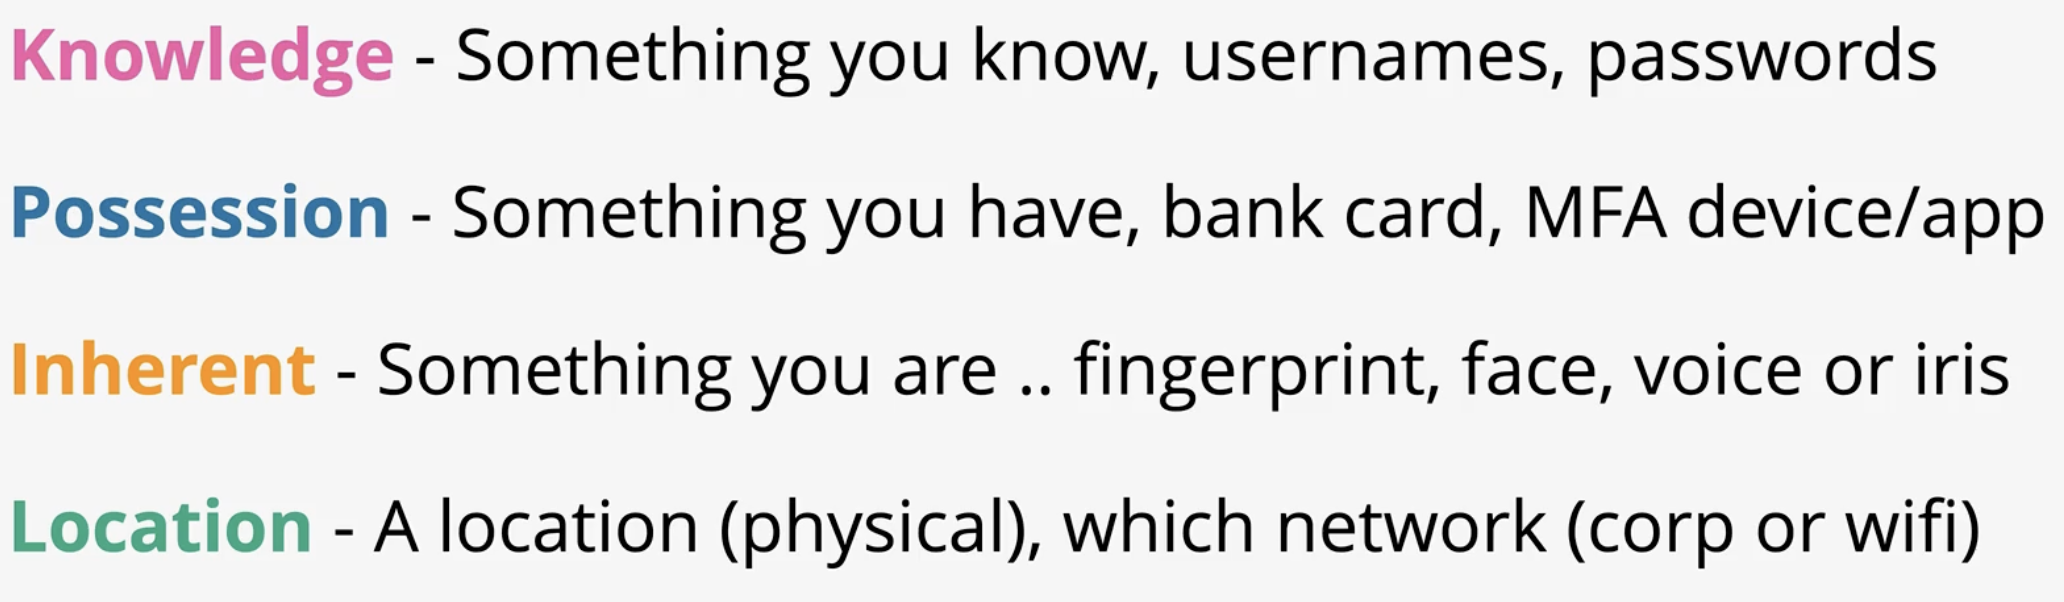 Knowledge - Something you know, usernames, passwords
Possession - Something you have, bank card, MFA device/app
Inherent - Something you are .. fingerprint, face, voice or iris
Location - A location (physical), which network (corp or wifi)